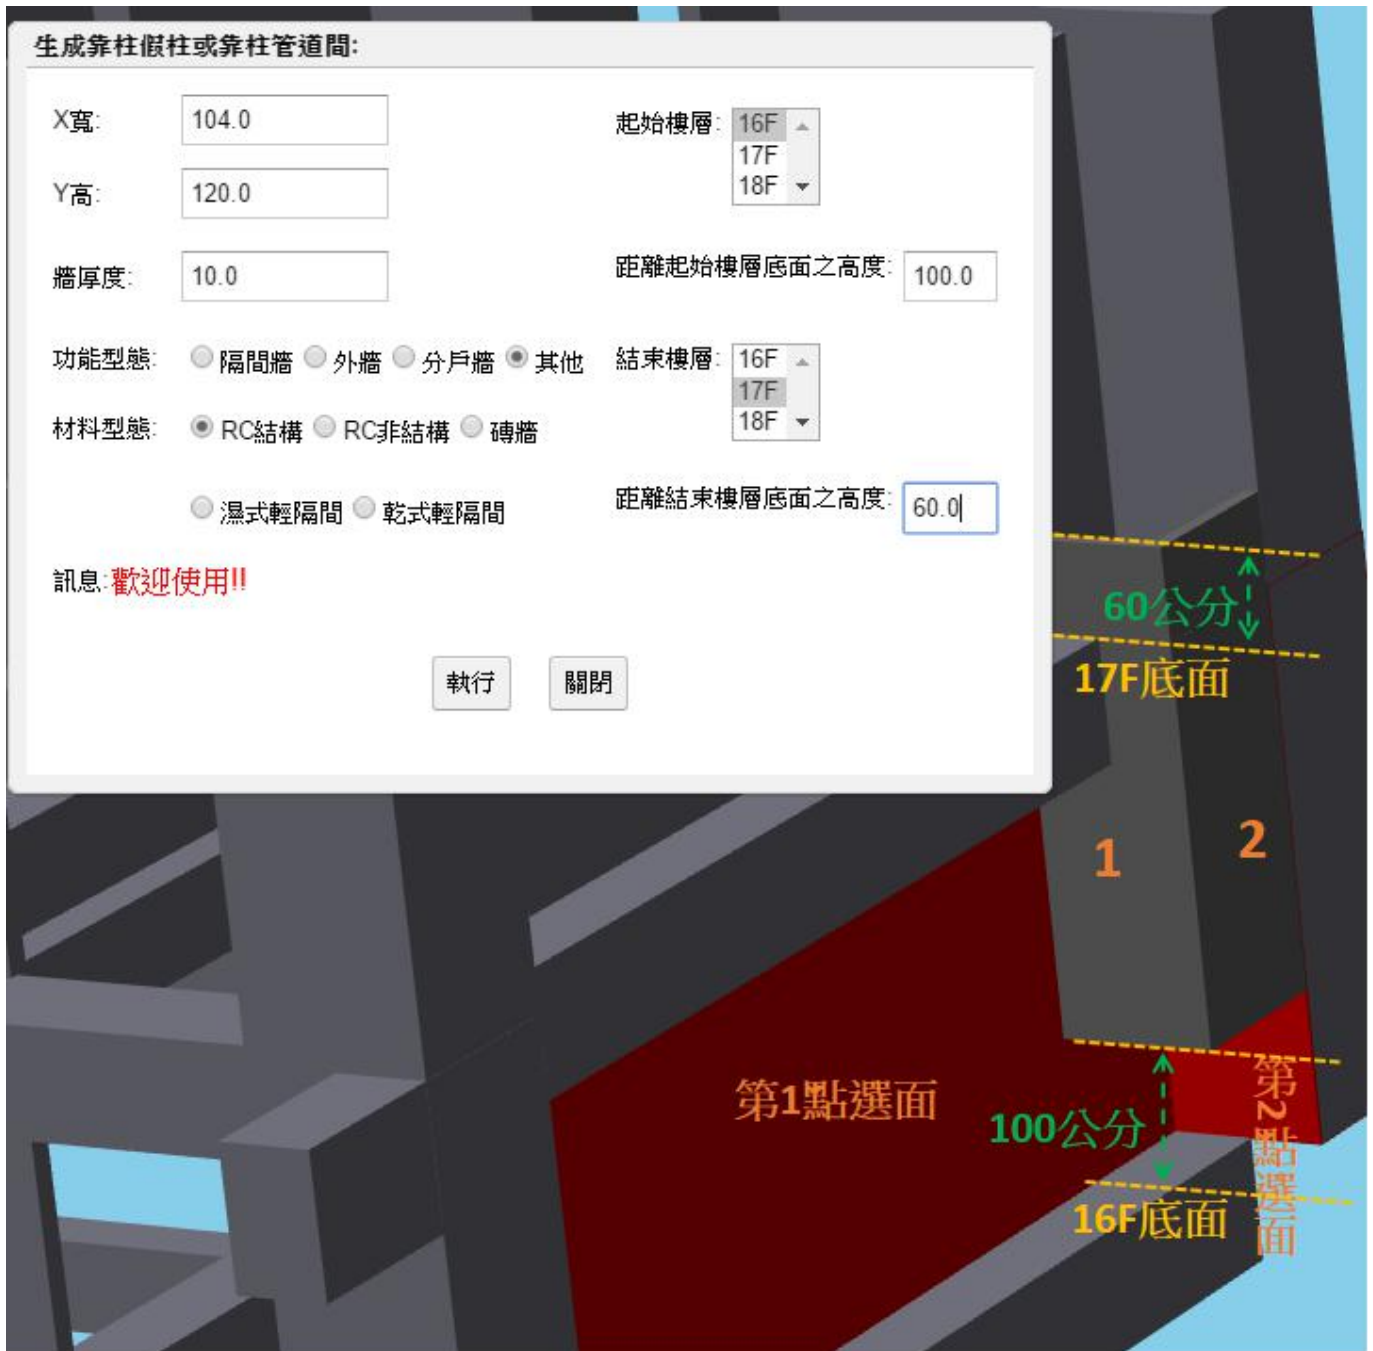 生成靠柱假柱或靠柱管道間:
X寬: 104.0
Y高: 120.0
牆厚度: 10.0
功能型態: 隔間牆 外牆 分戶牆 其他
材料型態: RC結構 RC非結構 磚牆
濕式輕隔間 乾式輕隔間
訊息:歡迎使用!!
起始樓層: 16F
17F
18F
距離起始樓層底面之高度: 100.0
結束樓層: 16F
17F
18F
距離結束樓層底面之高度: 60.0
執行 關閉
60公分
17F底面
1
2
第1點選面
100公分
16F底面
第2點選面